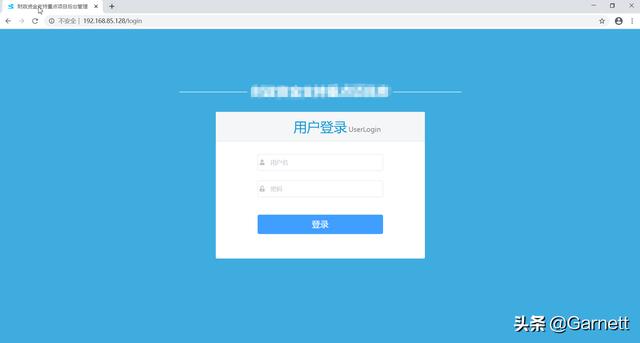 财政资金支持重点项目后台管理
不安全 | 192.168.85.128/login
用户登录 UserLogin
用户名
密码
登录
头条 @Garnett